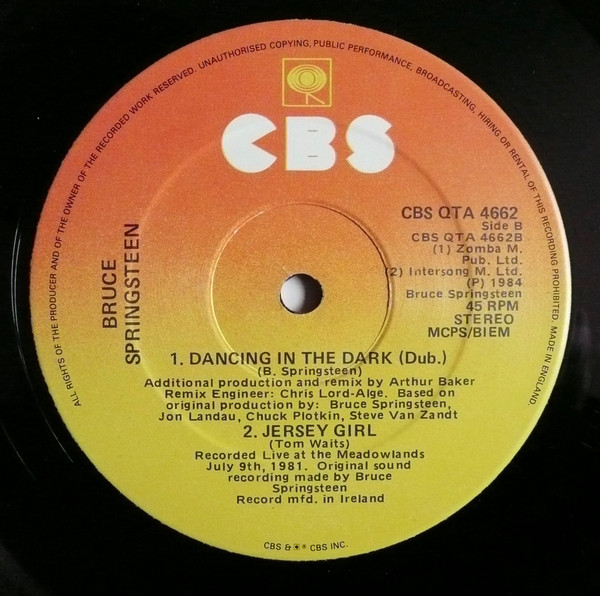 ALL RIGHTS OF THE PRODUCER AND OF THE OWNER OF THE RECORDED WORK RESERVED. UNAUTHORISED COPYING, PUBLIC PERFORMANCE, BROADCASTING, HIRING OR RENTAL OF THIS RECORDING PROHIBITED. MADE IN ENGLAND.
CBS
CBS QTA 4662
Side B
CBS QTA 4662B
(1) Zomba M.
Pub. Ltd.
(2) Intersong M. Ltd.
(P) 1984
Bruce Springsteen
45 RPM
STEREO
MCPS/BIEM
BRUCE
SPRINGSTEEN
1. DANCING IN THE DARK (Dub.)
(B. Springsteen)
Additional production and remix by Arthur Baker
Remix Engineer: Chris Lord-Alge. Based on
original production by: Bruce Springsteen,
Jon Landau, Chuck Plotkin, Steve Van Zandt
2. JERSEY GIRL
(Tom Waits)
Recorded Live at the Meadowlands
July 9th, 1981. Original sound
recording made by Bruce
Springsteen
Record mfd. in Ireland
CBS & ® CBS INC.